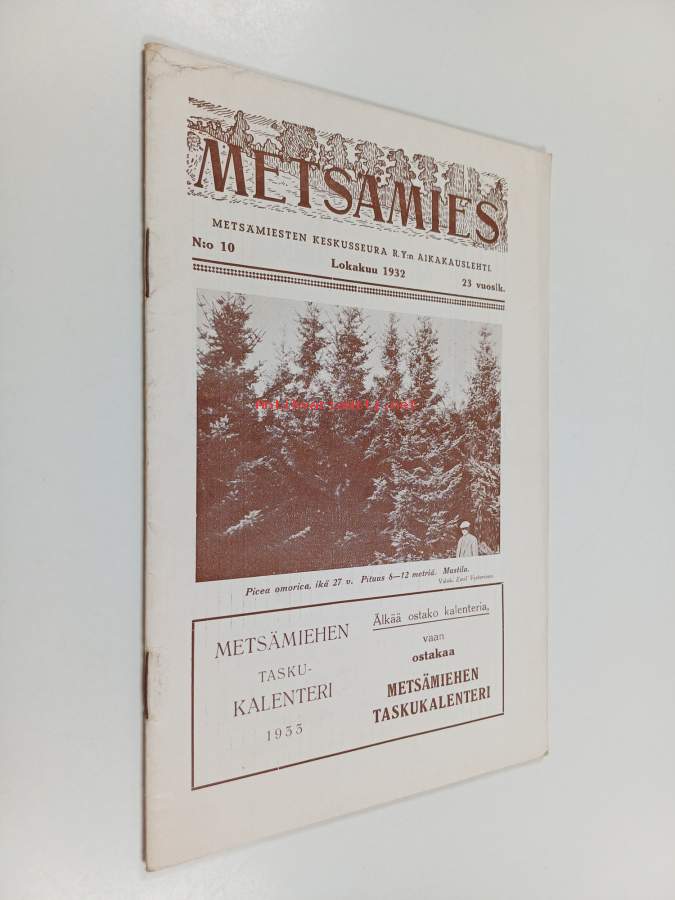 METSÄMIES
METSÄMIESTEN KESKUSSEURA R.Y:n AIKAKAUSLEHTI.
N:o 10 Lokakuu 1932 23 vuosik.
Picea omorica, ikä 27 v. Pituus 8—12 metriä. Mustila.
Valok.
METSÄMIEHEN
TASKU-
KALENTERI
1933
Älkää ostako kalenteria,
vaan
ostakaa
METSÄMIEHEN
TASKUKALENTERI